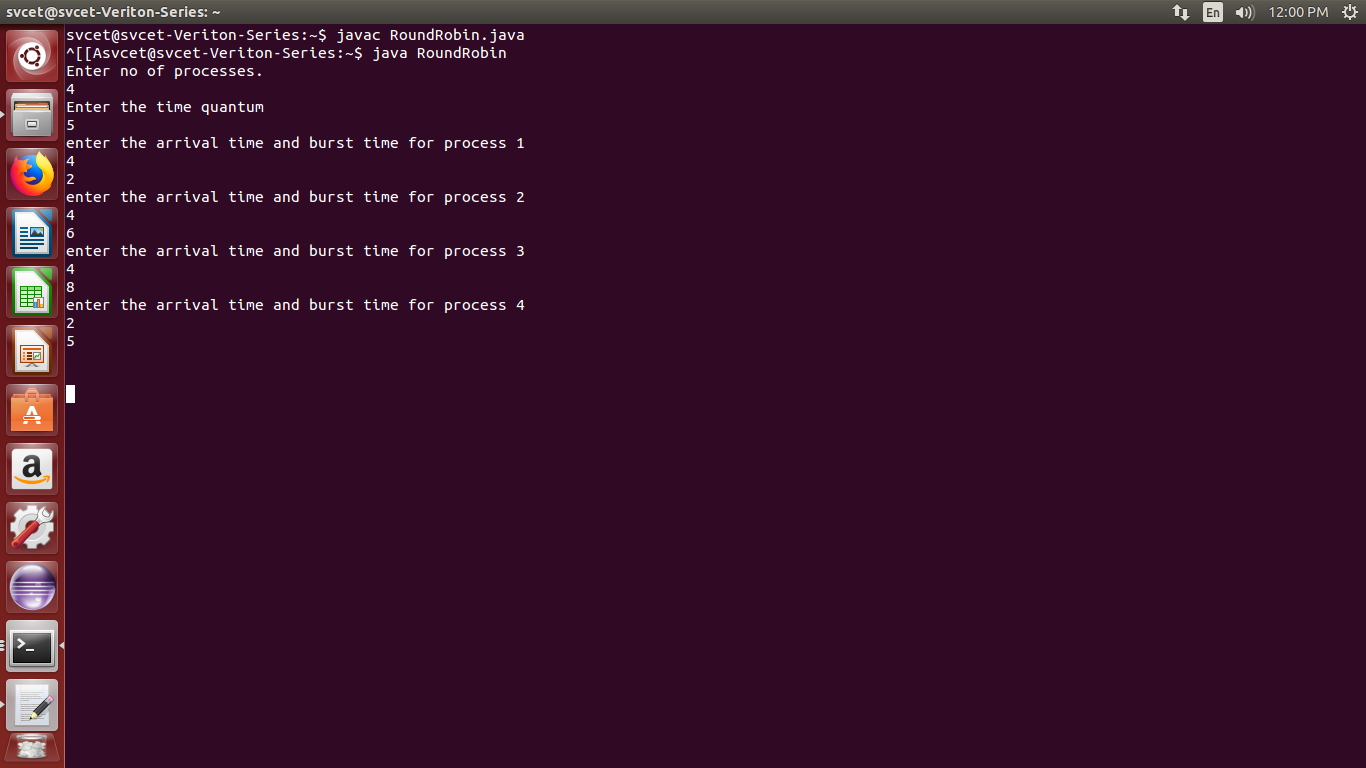 svcet@svcet-Veriton-Series: ~
En
12:00 PM
svcet@svcet-Veriton-Series:~$ javac RoundRobin.java
^[[Asvcet@svcet-Veriton-Series:~$ java RoundRobin
Enter no of processes.
4
Enter the time quantum
5
enter the arrival time and burst time for process 1
4
2
enter the arrival time and burst time for process 2
4
6
enter the arrival time and burst time for process 3
4
8
enter the arrival time and burst time for process 4
2
5